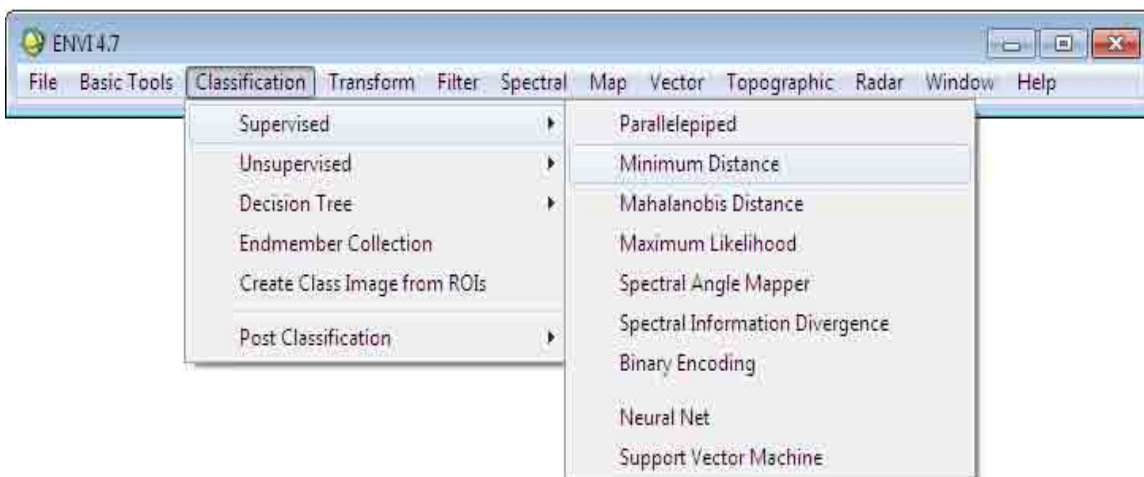 ENVI 4.7
File Basic Tools Classification Transform Filter Spectral Map Vector Topographic Radar Window Help
Supervised
Unsupervised
Decision Tree
Endmember Collection
Create Class Image from ROIs
Post Classification
Parallelepiped
Minimum Distance
Mahalanobis Distance
Maximum Likelihood
Spectral Angle Mapper
Spectral Information Divergence
Binary Encoding
Neural Net
Support Vector Machine